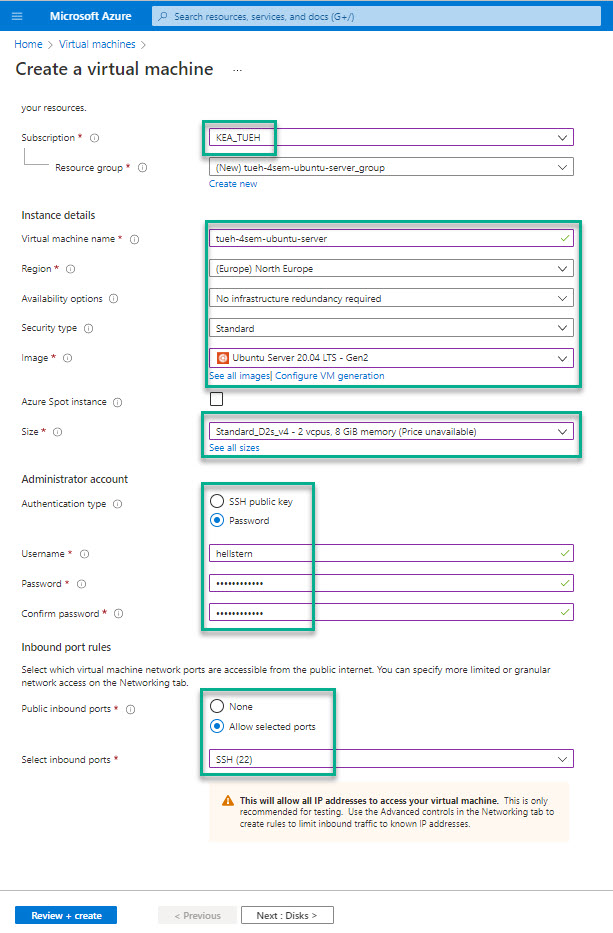 Microsoft Azure
Search resources, services, and docs (G+/)
Home > Virtual machines >
Create a virtual machine ...
your resources.
Subscription *
KEA_TUEH
Resource group *
(New) tueh-4sem-ubuntu-server_group
Create new
Instance details
Virtual machine name *
tueh-4sem-ubuntu-server
Region *
(Europe) North Europe
Availability options
No infrastructure redundancy required
Security type
Standard
Image *
Ubuntu Server 20.04 LTS - Gen2
See all images| Configure VM generation
Azure Spot instance
Size *
Standard_D2s_v4 - 2 vcpus, 8 GiB memory (Price unavailable)
See all sizes
Administrator account
Authentication type
SSH public key
Password
Username *
hellstern
Password *
••••••••••••
Confirm password *
••••••••••••
Inbound port rules
Select which virtual machine network ports are accessible from the public internet. You can specify more limited or granular
network access on the Networking tab.
Public inbound ports *
None
Allow selected ports
Select inbound ports *
SSH (22)
This will allow all IP addresses to access your virtual machine. This is only
recommended for testing. Use the Advanced controls in the Networking tab to
create rules to limit inbound traffic to known IP addresses.
Review + create
< Previous
Next : Disks >